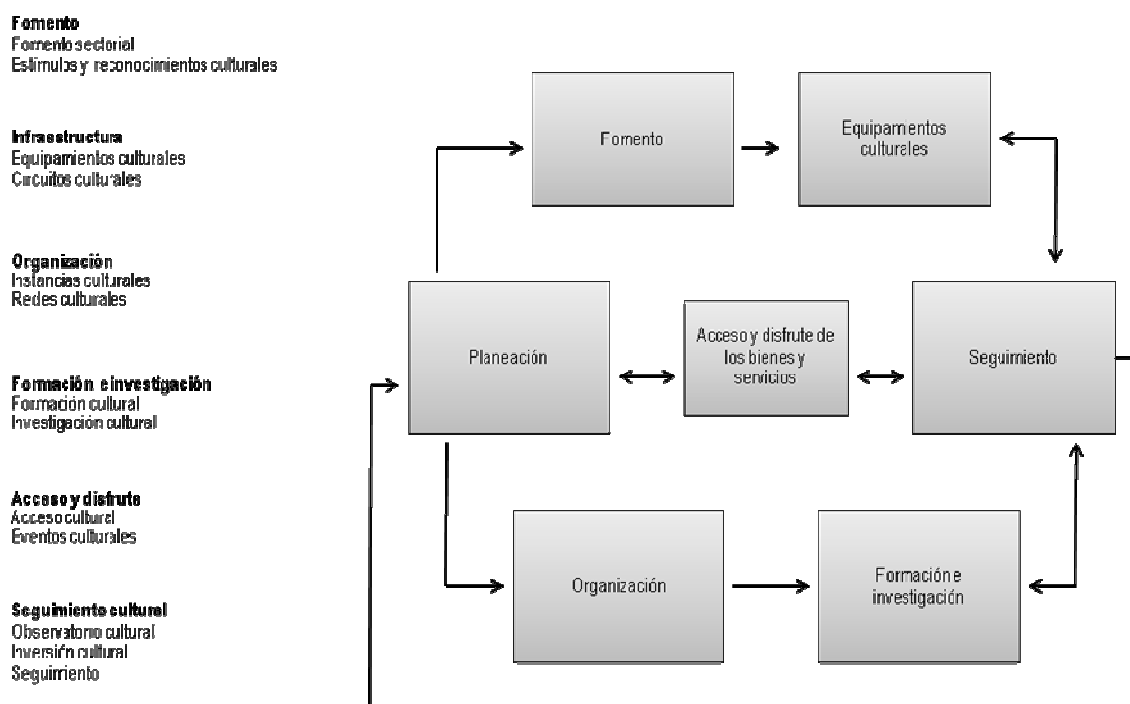 Fomento
Fomento sectorial
Estímulos y reconocimientos culturales
Infraestructura
Equipamientos culturales
Circuitos culturales
Organización
Instancias culturales
Redes culturales
Formación e investigación
Formación cultural
Investigación cultural
Acceso y disfrute
Acceso cultural
Eventos culturales
Seguimiento cultural
Observatorio cultural
Inversión cultural
Seguimiento
Fomento
Equipamentos
culturales
Planeación
Acceso y disfrute de
los bienes y
servicios
Seguimiento
Organización
Formación e
investigación